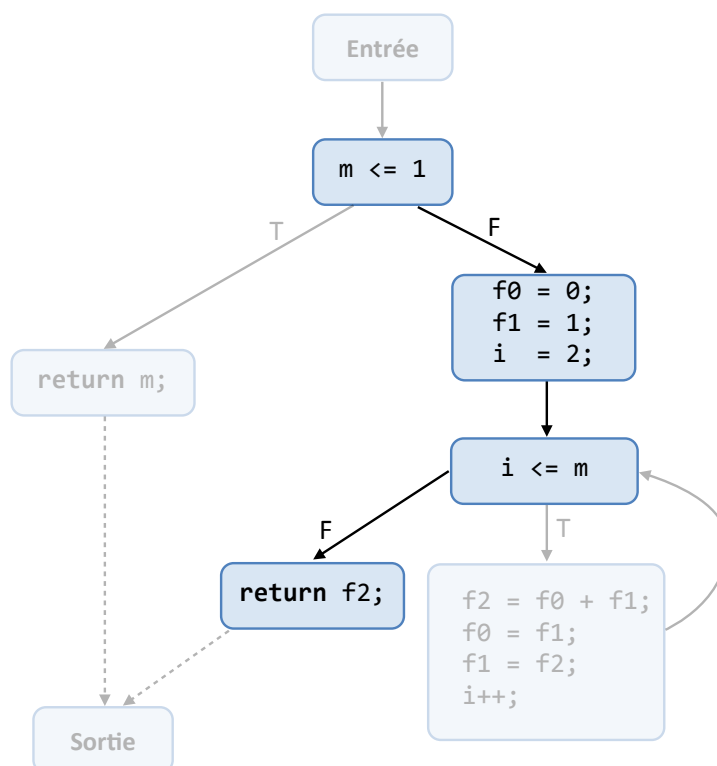 Entrée
m <= 1
T
F
f0 = 0;
f1 = 1;
i  = 2;
return m;
i <= m
F
T
return f2;
f2 = f0 + f1;
f0 = f1;
f1 = f2;
i++;
Sortie